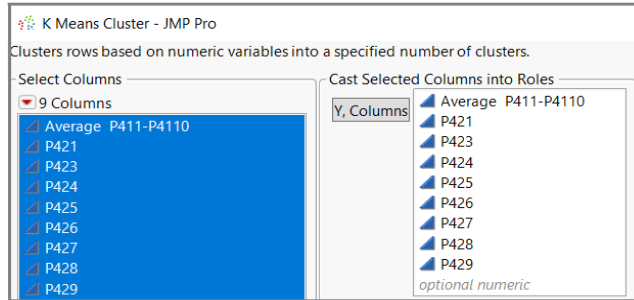 K Means Cluster - JMP Pro
Clusters rows based on numeric variables into a specified number of clusters.
Select Columns
9 Columns
Average P411-P4110
P421
P423
P424
P425
P426
P427
P428
P429
Cast Selected Columns into Roles
Y, Columns
Average P411-P4110
P421
P423
P424
P425
P426
P427
P428
P429
optional numeric